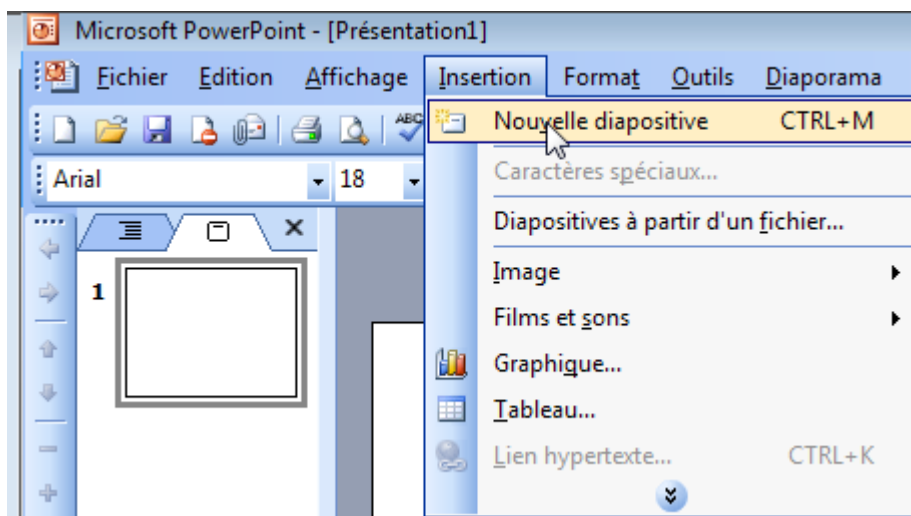 Microsoft PowerPoint - [Présentation1]
Fichier Edition Affichage Insertion Format Outils Diaporama
ABC
Nouvelle diapositive CTRL+M
Arial 18
Caractères spéciaux...
Diapositives à partir d'un fichier...
1
Image
Films et sons
Graphique...
Tableau...
Lien hypertexte... CTRL+K